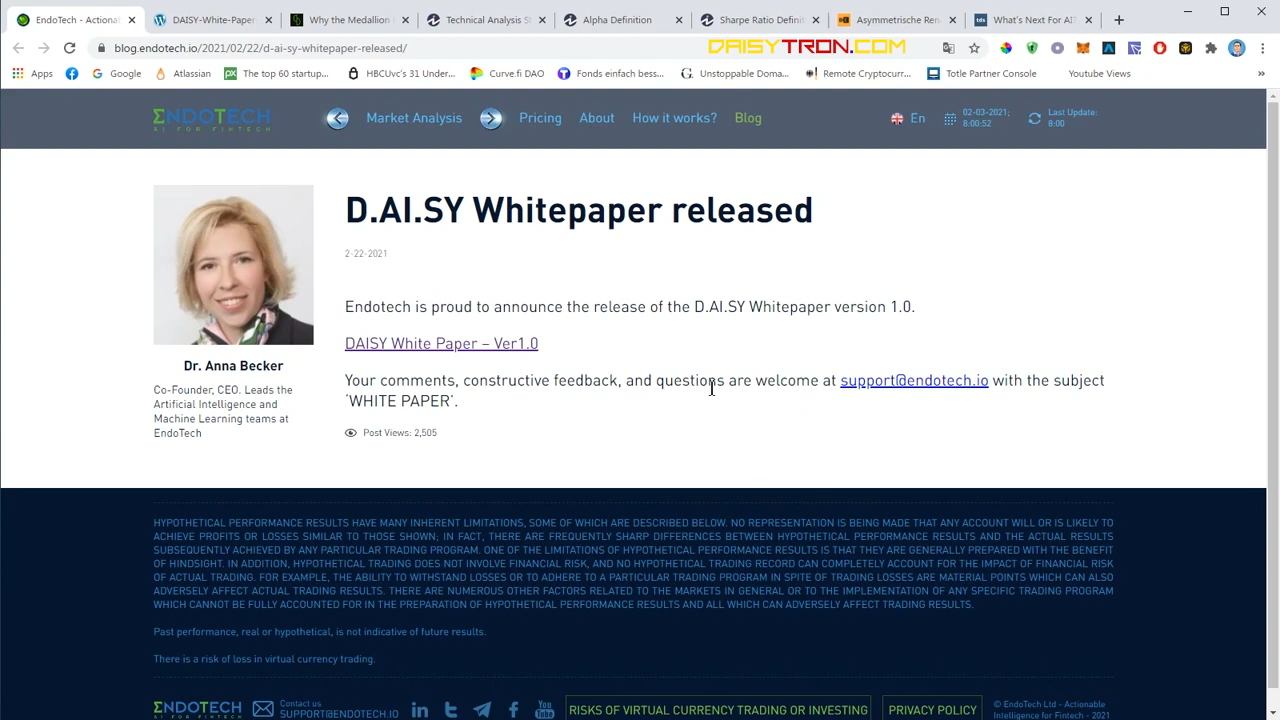 EndoTech - Actionabl
DAISY-White-Paper
Why the Medallion F
Technical Analysis St
Alpha Definition
Sharpe Ratio Definit
Asymmetrische Ren
What's Next For AI?
blog.endotech.io/2021/02/22/d-ai-sy-whitepaper-released/
DAISYTRON.COM
Apps
Google
Atlassian
The top 60 startup...
HBCUvc's 31 Under...
Curve.fi DAO
Fonds einfach bess...
Unstoppable Doma...
Remote Cryptocurr...
Totle Partner Console
Youtube Views
ENDOTECH
AI FOR FINTECH
Market Analysis
Pricing
About
How it works?
Blog
En
02-03-2021;
8:00:52
Last Update:
8:00
D.AI.SY Whitepaper released
2-22-2021
Endotech is proud to announce the release of the D.AI.SY Whitepaper version 1.0.
DAISY White Paper – Ver1.0
Your comments, constructive feedback, and questions are welcome at support@endotech.io with the subject
'WHITE PAPER'.
Post Views: 2,505
Dr. Anna Becker
Co-Founder, CEO. Leads the
Artificial Intelligence and
Machine Learning teams at
EndoTech
HYPOTHETICAL PERFORMANCE RESULTS HAVE MANY INHERENT LIMITATIONS, SOME OF WHICH ARE DESCRIBED BELOW. NO REPRESENTATION IS BEING MADE THAT ANY ACCOUNT WILL OR IS LIKELY TO
ACHIEVE PROFITS OR LOSSES SIMILAR TO THOSE SHOWN; IN FACT, THERE ARE FREQUENTLY SHARP DIFFERENCES BETWEEN HYPOTHETICAL PERFORMANCE RESULTS AND THE ACTUAL RESULTS
SUBSEQUENTLY ACHIEVED BY ANY PARTICULAR TRADING PROGRAM. ONE OF THE LIMITATIONS OF HYPOTHETICAL PERFORMANCE RESULTS IS THAT THEY ARE GENERALLY PREPARED WITH THE BENEFIT
OF HINDSIGHT. IN ADDITION, HYPOTHETICAL TRADING DOES NOT INVOLVE FINANCIAL RISK, AND NO HYPOTHETICAL TRADING RECORD CAN COMPLETELY ACCOUNT FOR THE IMPACT OF FINANCIAL RISK
OF ACTUAL TRADING. FOR EXAMPLE, THE ABILITY TO WITHSTAND LOSSES OR TO ADHERE TO A PARTICULAR TRADING PROGRAM IN SPITE OF TRADING LOSSES ARE MATERIAL POINTS WHICH CAN ALSO
ADVERSELY AFFECT ACTUAL TRADING RESULTS. THERE ARE NUMEROUS OTHER FACTORS RELATED TO THE MARKETS IN GENERAL OR TO THE IMPLEMENTATION OF ANY SPECIFIC TRADING PROGRAM
WHICH CANNOT BE FULLY ACCOUNTED FOR IN THE PREPARATION OF HYPOTHETICAL PERFORMANCE RESULTS AND ALL WHICH CAN ADVERSELY AFFECT TRADING RESULTS.
Past performance, real or hypothetical, is not indicative of future results.
There is a risk of loss in virtual currency trading.
ENDOTECH
AI FOR FINTECH
Contact us
SUPPORT@ENDOTECH.IO
RISKS OF VIRTUAL CURRENCY TRADING OR INVESTING
PRIVACY POLICY
© EndoTech Ltd - Actionable
Intelligence for Fintech - 2021